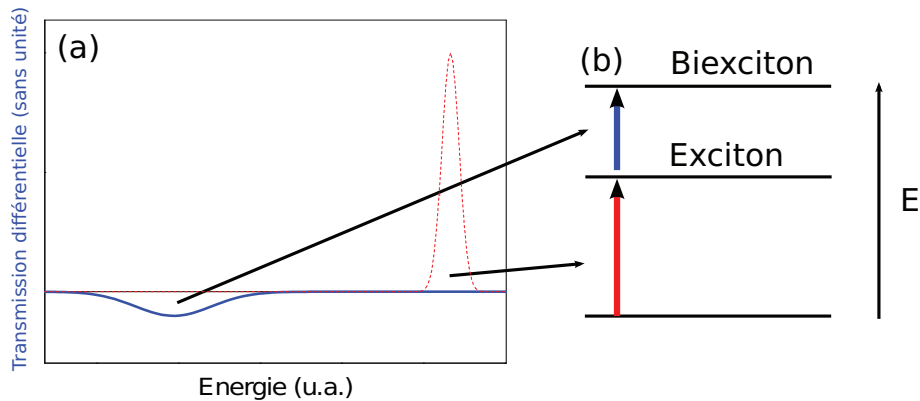 (a)
Transmission différentielle (sans unité)
Energie (u.a.)
(b)
Biexciton
Exciton
E